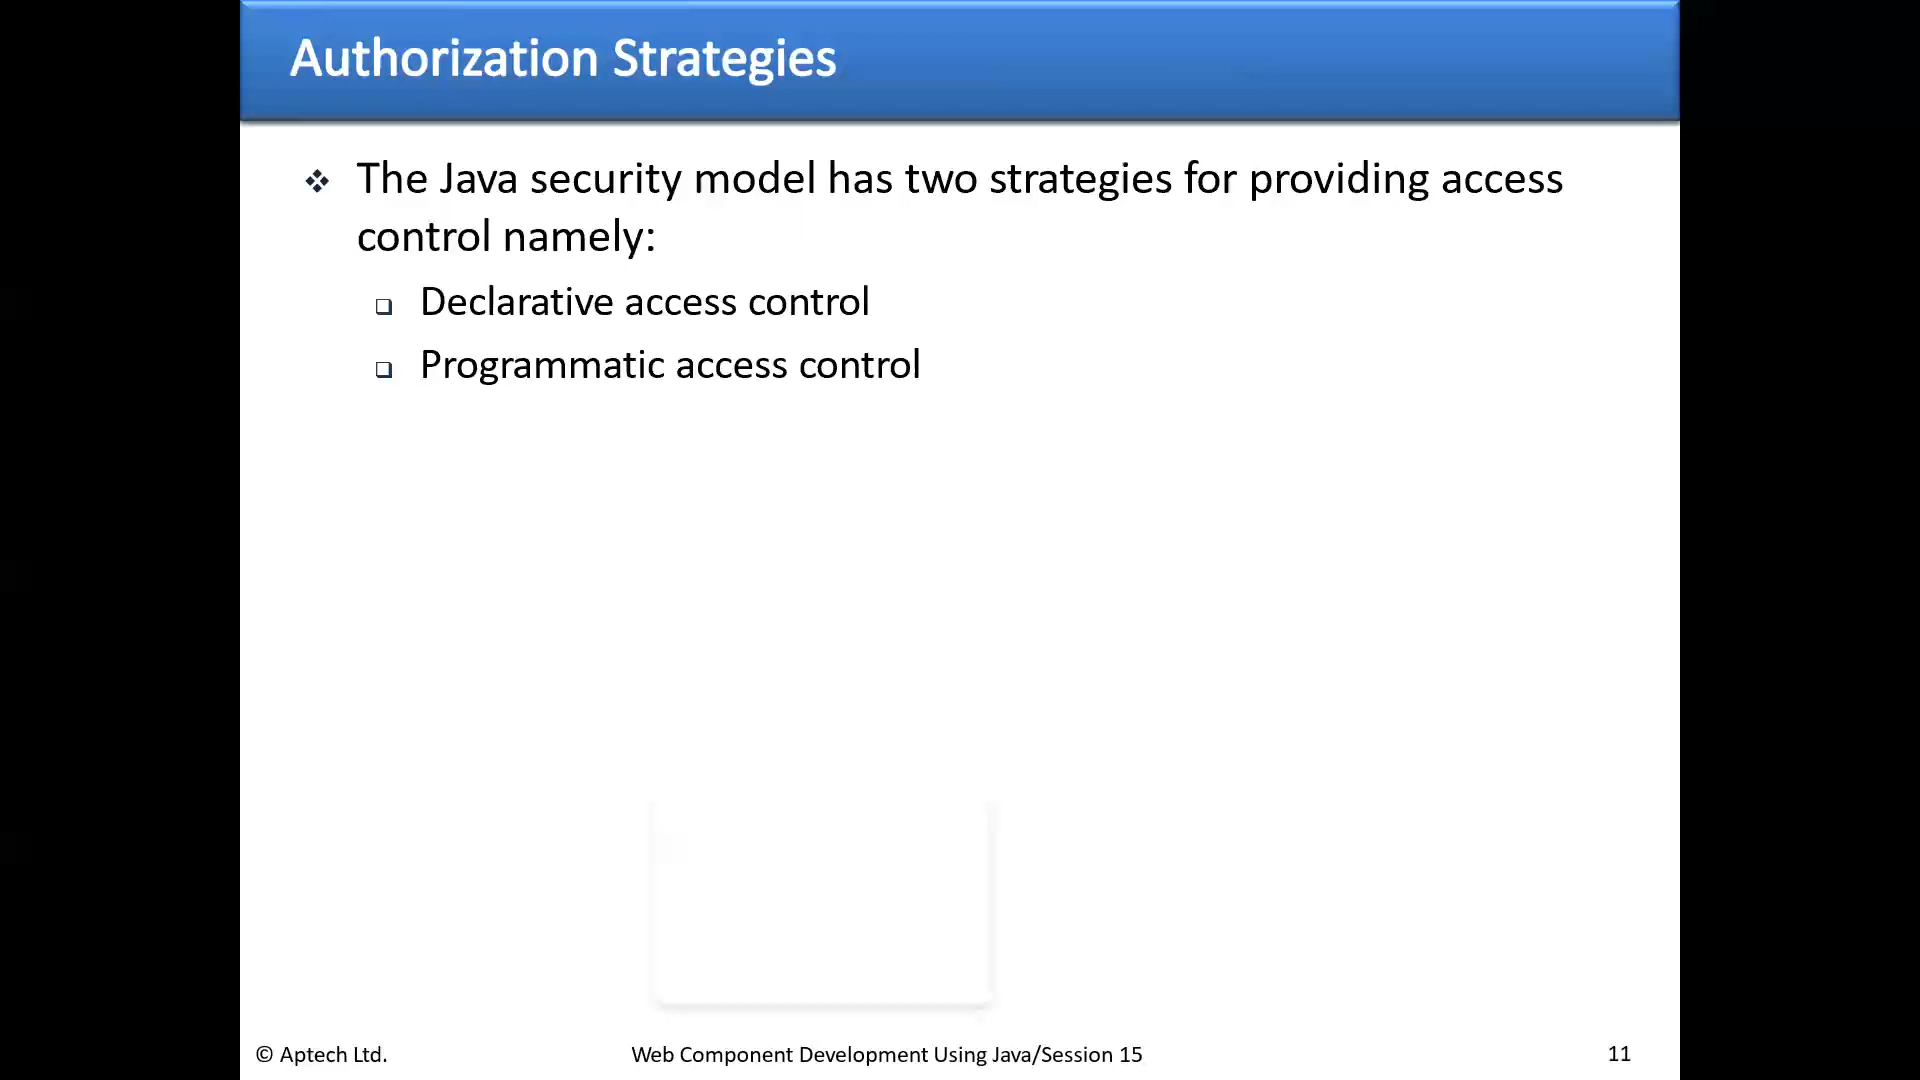 Authorization Strategies
The Java security model has two strategies for providing access
control namely:
Declarative access control
Programmatic access control
© Aptech Ltd.
Web Component Development Using Java/Session 15
11